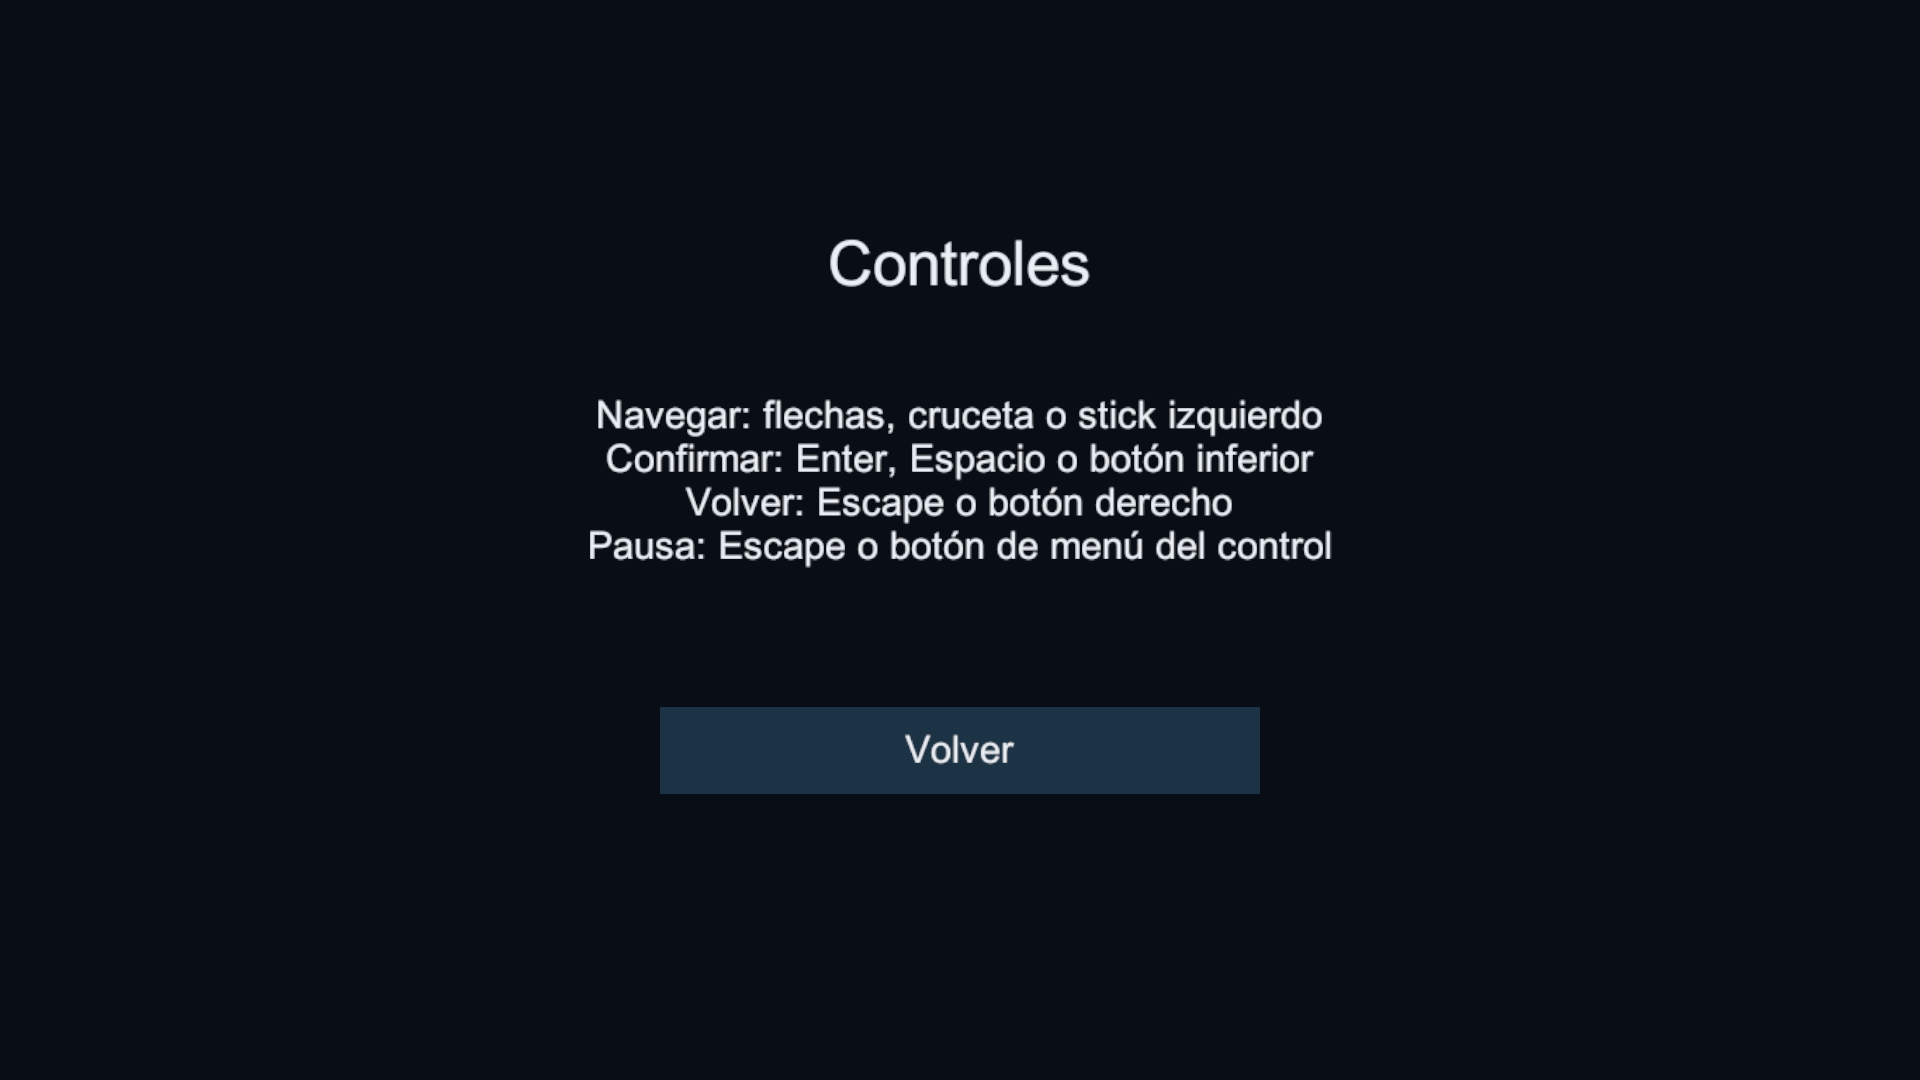 Controles
Navegar: flechas, cruceta o stick izquierdo
Confirmar: Enter, Espacio o botón inferior
Volver: Escape o botón derecho
Pausa: Escape o botón de menú del control
Volver